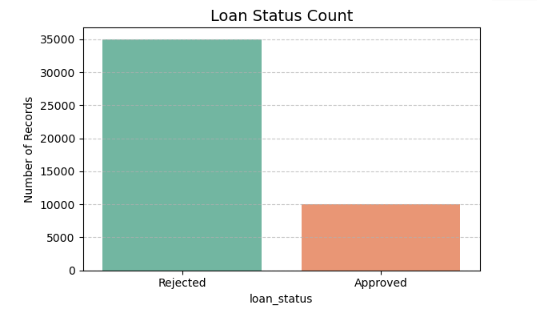 Loan Status Count
Number of Records
35000
30000
25000
20000
15000
10000
5000
0
Rejected
Approved
loan_status